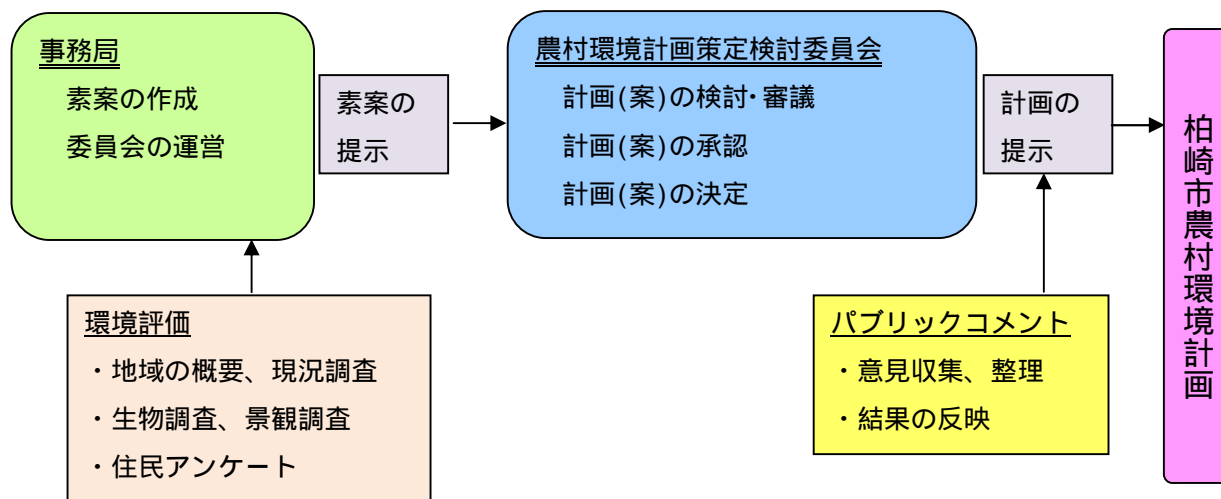 事務局
素案の作成
委員会の運営
素案の
提示
農村環境計画策定検討委員会
計画(案)の検討・審議
計画(案)の承認
計画(案)の決定
計画の
提示
柏崎市農村環境計画
環境評価
・地域の概要、現況調査
・生物調査、景観調査
・住民アンケート
パブリックコメント
・意見収集、整理
・結果の反映